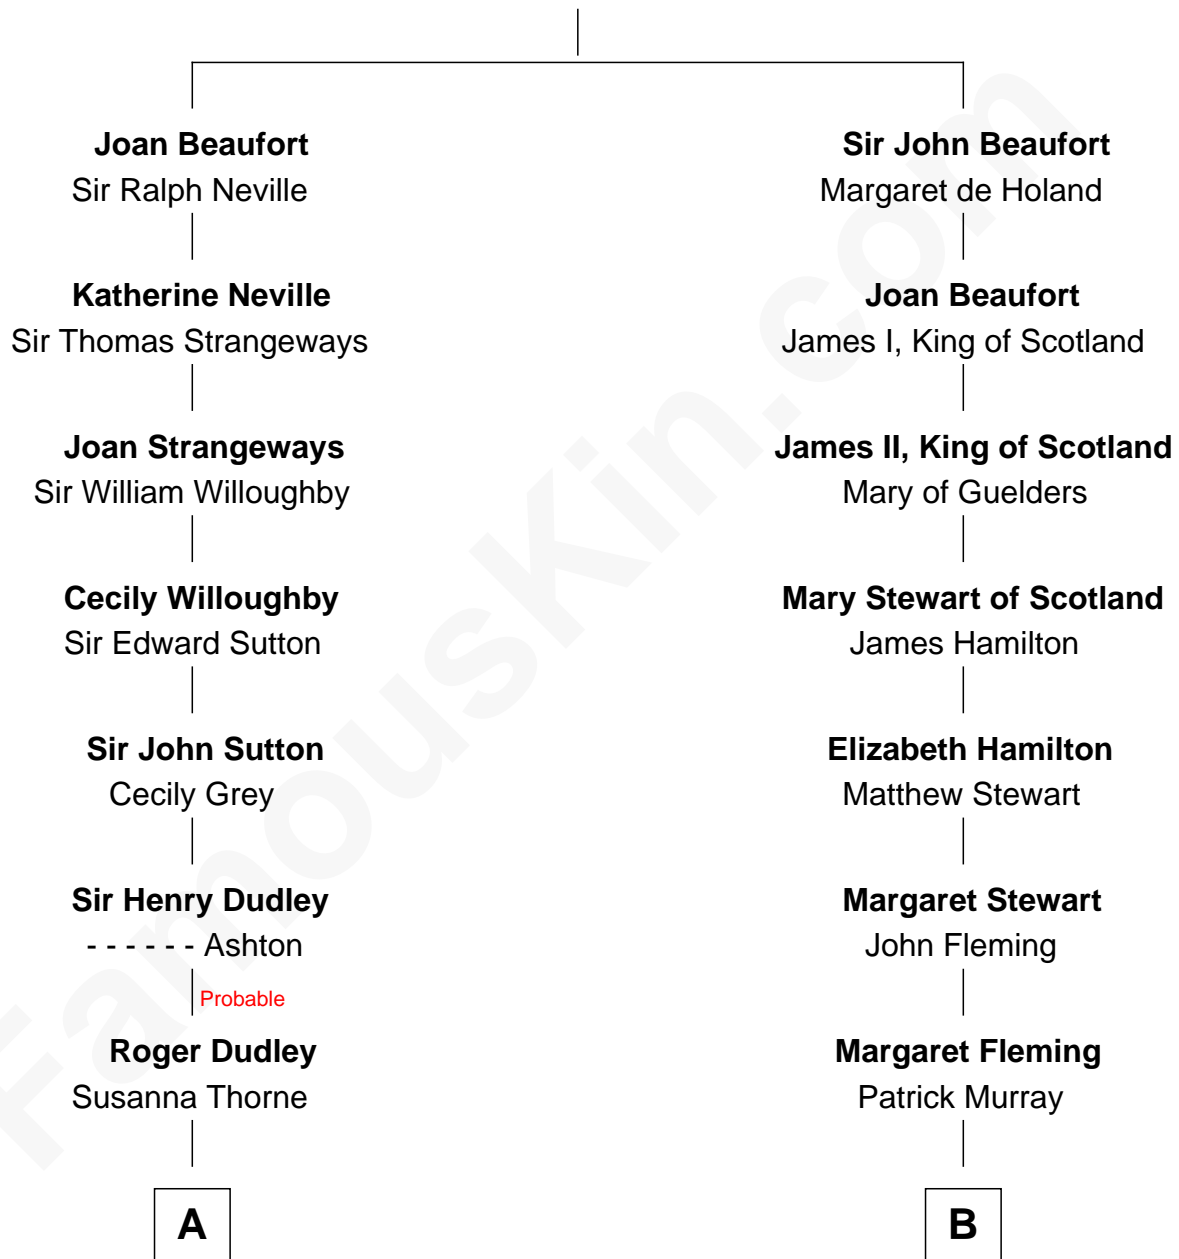 Joan Beaufort
Sir Ralph Neville
Katherine Neville
Sir Thomas Strangeways
Joan Strangeways
Sir William Willoughby
Cecily Willoughby
Sir Edward Sutton
Sir John Sutton
Cecily Grey
Sir Henry Dudley
- - - - - - Ashton
Probable
Roger Dudley
Susanna Thorne
A
Sir John Beaufort
Margaret de Holand
Joan Beaufort
James I, King of Scotland
James II, King of Scotland
Mary of Guelders
Mary Stewart of Scotland
James Hamilton
Elizabeth Hamilton
Matthew Stewart
Margaret Stewart
John Fleming
Margaret Fleming
Patrick Murray
B
FamousKin.com